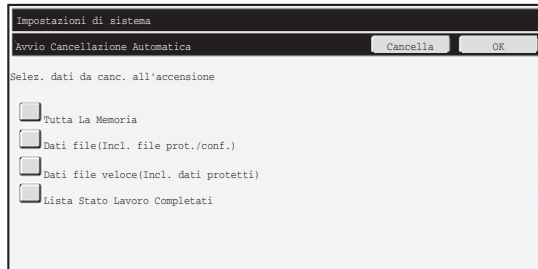 Impostazioni di sistema
Avvio Cancellazione Automatica Cancella OK
Selez. dati da canc. all'accensione
Tutta La Memoria
Dati file(Incl. file prot./conf.)
Dati file veloce(Incl. dati protetti)
Lista Stato Lavoro Completati